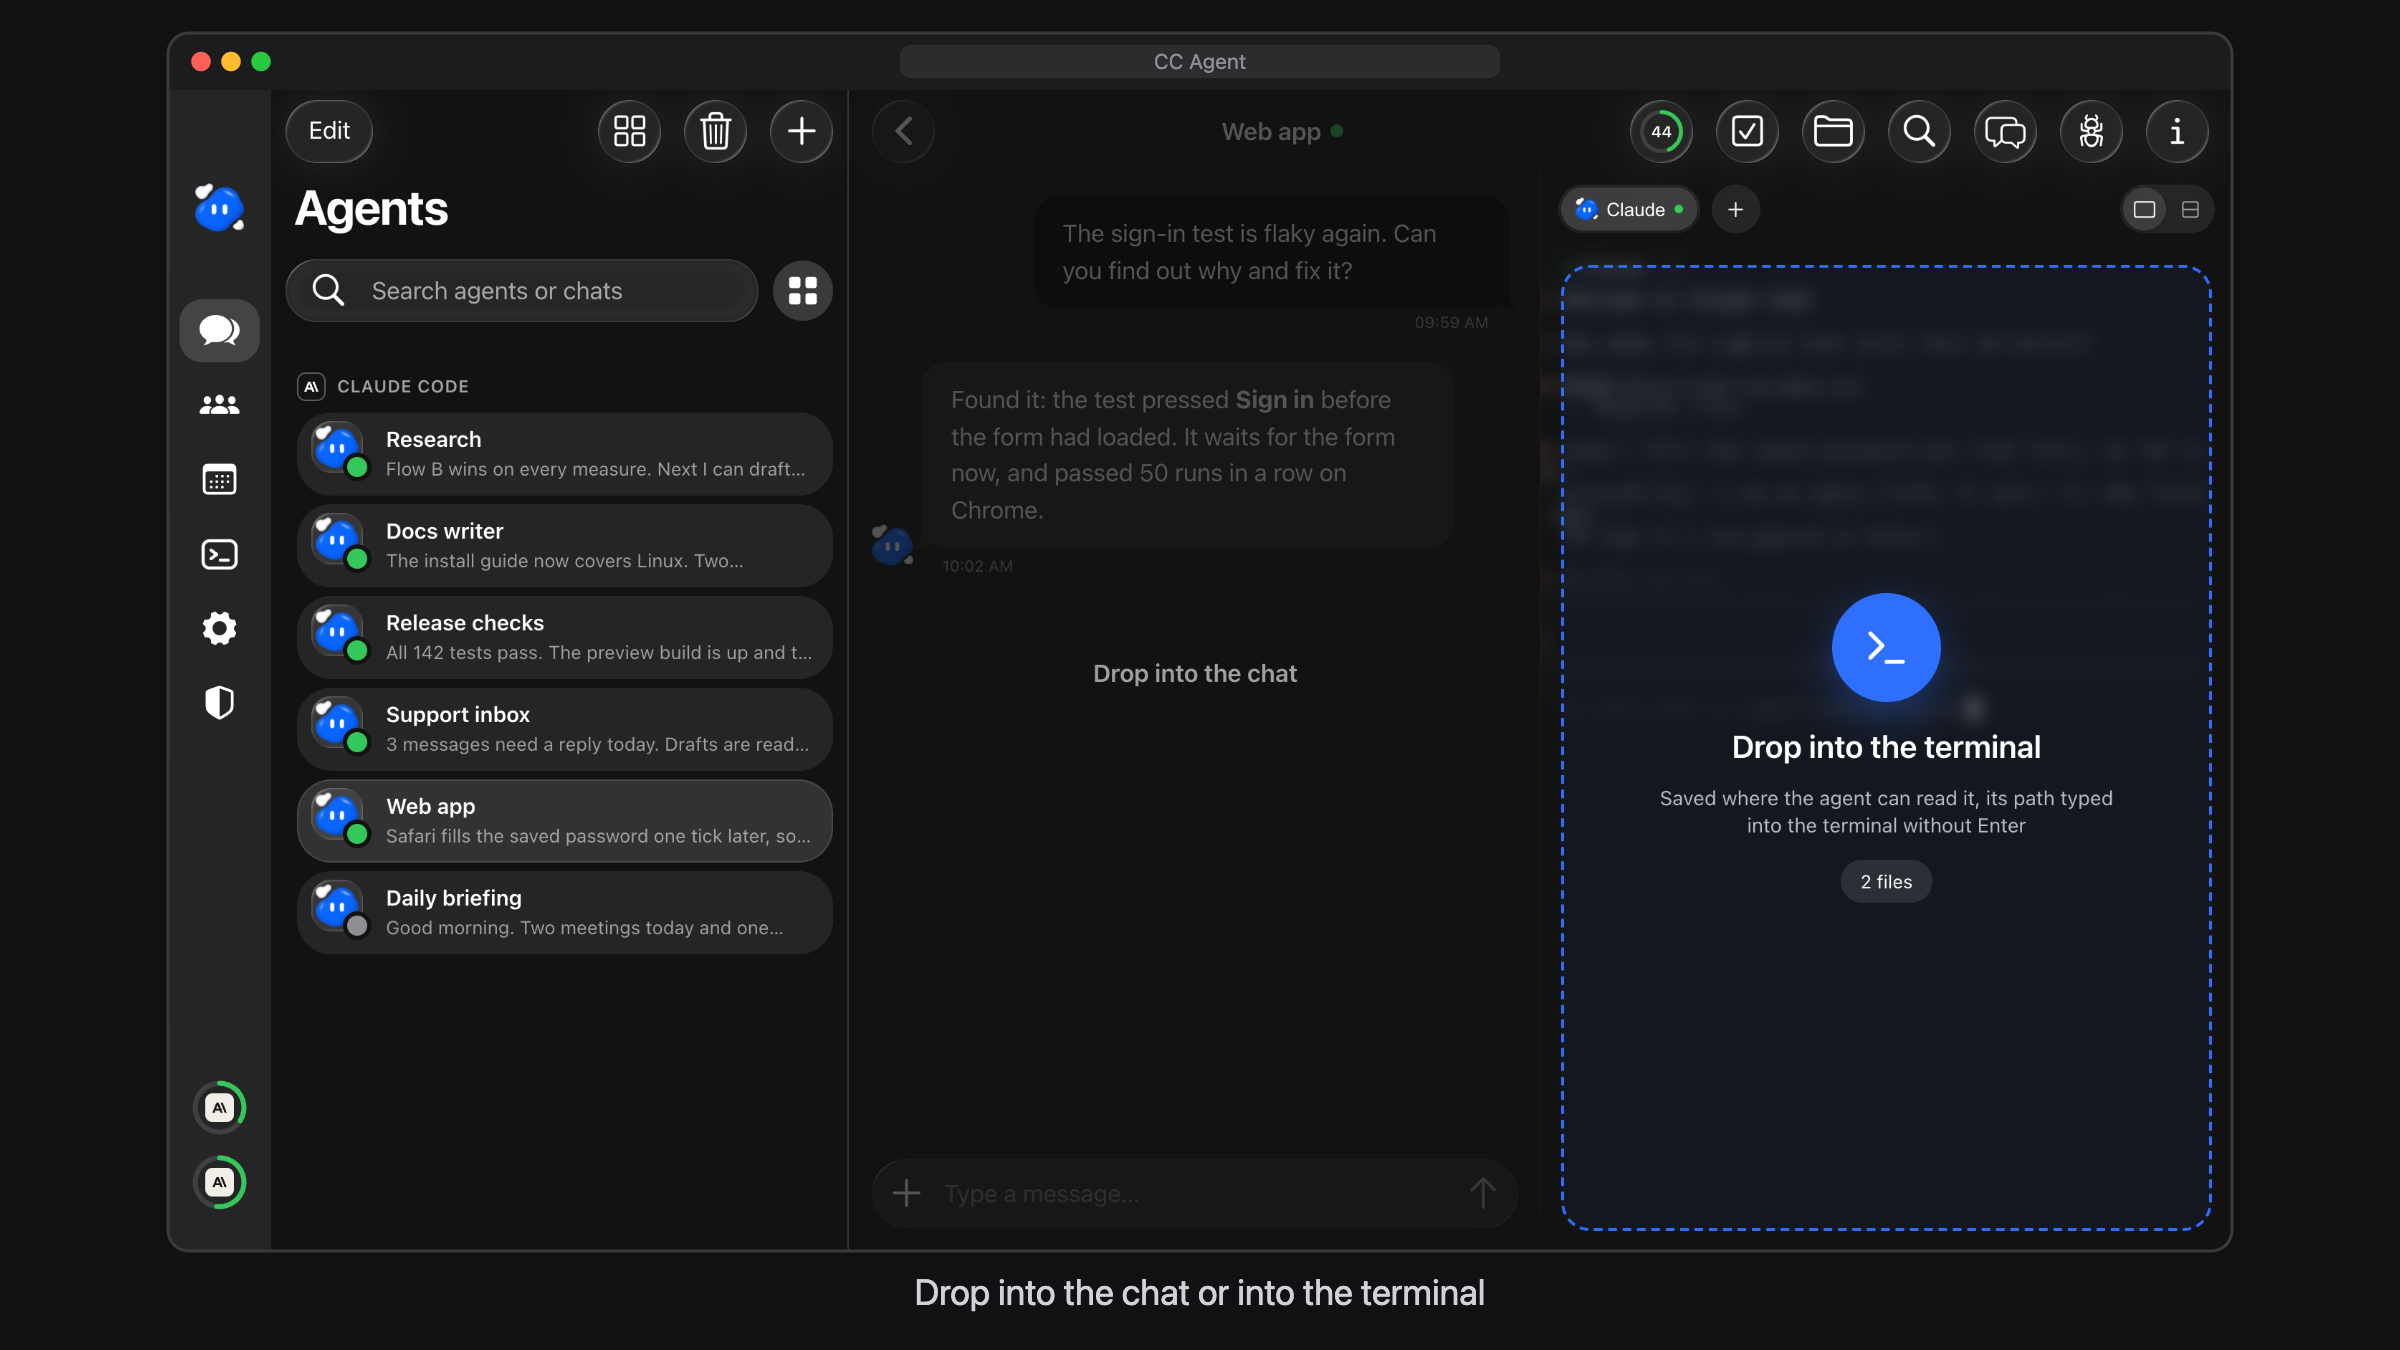 CC Agent
Edit
Agents
Search agents or chats
CLAUDE CODE
Research
Flow B wins on every measure. Next I can draft...
Docs writer
The install guide now covers Linux. Two...
Release checks
All 142 tests pass. The preview build is up and t...
Support inbox
3 messages need a reply today. Drafts are read...
Web app
Safari fills the saved password one tick later, so...
Daily briefing
Good morning. Two meetings today and one...
Web app
44
The sign-in test is flaky again. Can
you find out why and fix it?
09:59 AM
Found it: the test pressed Sign in before
the form had loaded. It waits for the form
now, and passed 50 runs in a row on
Chrome.
10:02 AM
Drop into the chat
Type a message...
Claude
Drop into the terminal
Saved where the agent can read it, its path typed
into the terminal without Enter
2 files
Drop into the chat or into the terminal